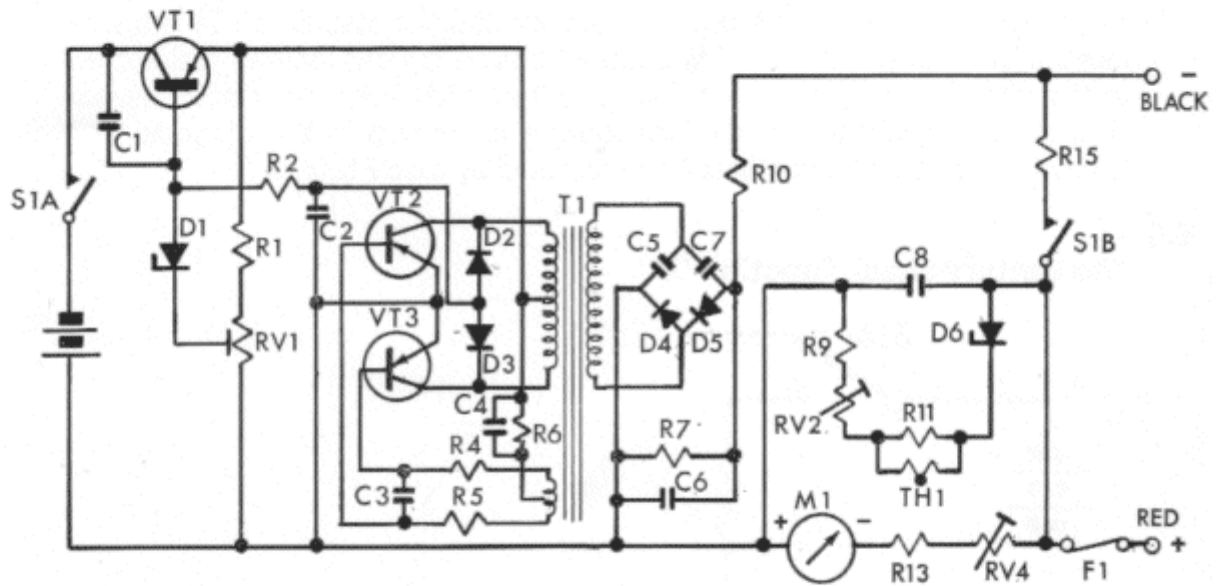 VT1
- BLACK
C1
R10
R15
R2
S1A
VT2
T1
D1
C2
D2
C5
C7
S1B
R1
C8
VT3
D4
D5
D6
RV1
D3
R9
C4
R11
RV2
R6
R7
R4
C3
R5
C6
TH1
M1
+ -
RED +
R13
RV4
F1